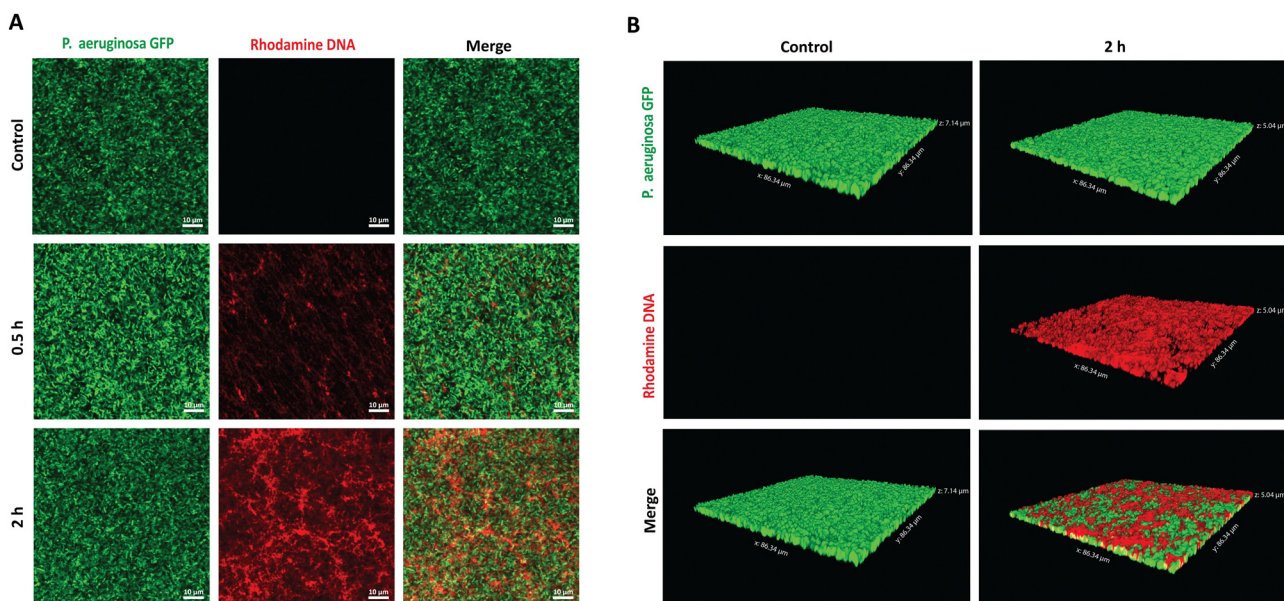 A
P. aeruginosa GFP
Rhodamine DNA
Merge
Control
10 µm
10 µm
10 µm
0.5 h
10 µm
10 µm
10 µm
2 h
10 µm
10 µm
10 µm
B
Control
2 h
P. aeruginosa GFP
z: 7.14 µm
x: 86.34 µm
y: 86.34 µm
z: 5.04 µm
x: 86.34 µm
y: 86.34 µm
Rhodamine DNA
z: 5.04 µm
x: 86.34 µm
y: 86.34 µm
Merge
z: 7.14 µm
x: 86.34 µm
y: 86.34 µm
z: 5.04 µm
x: 86.34 µm
y: 86.34 µm